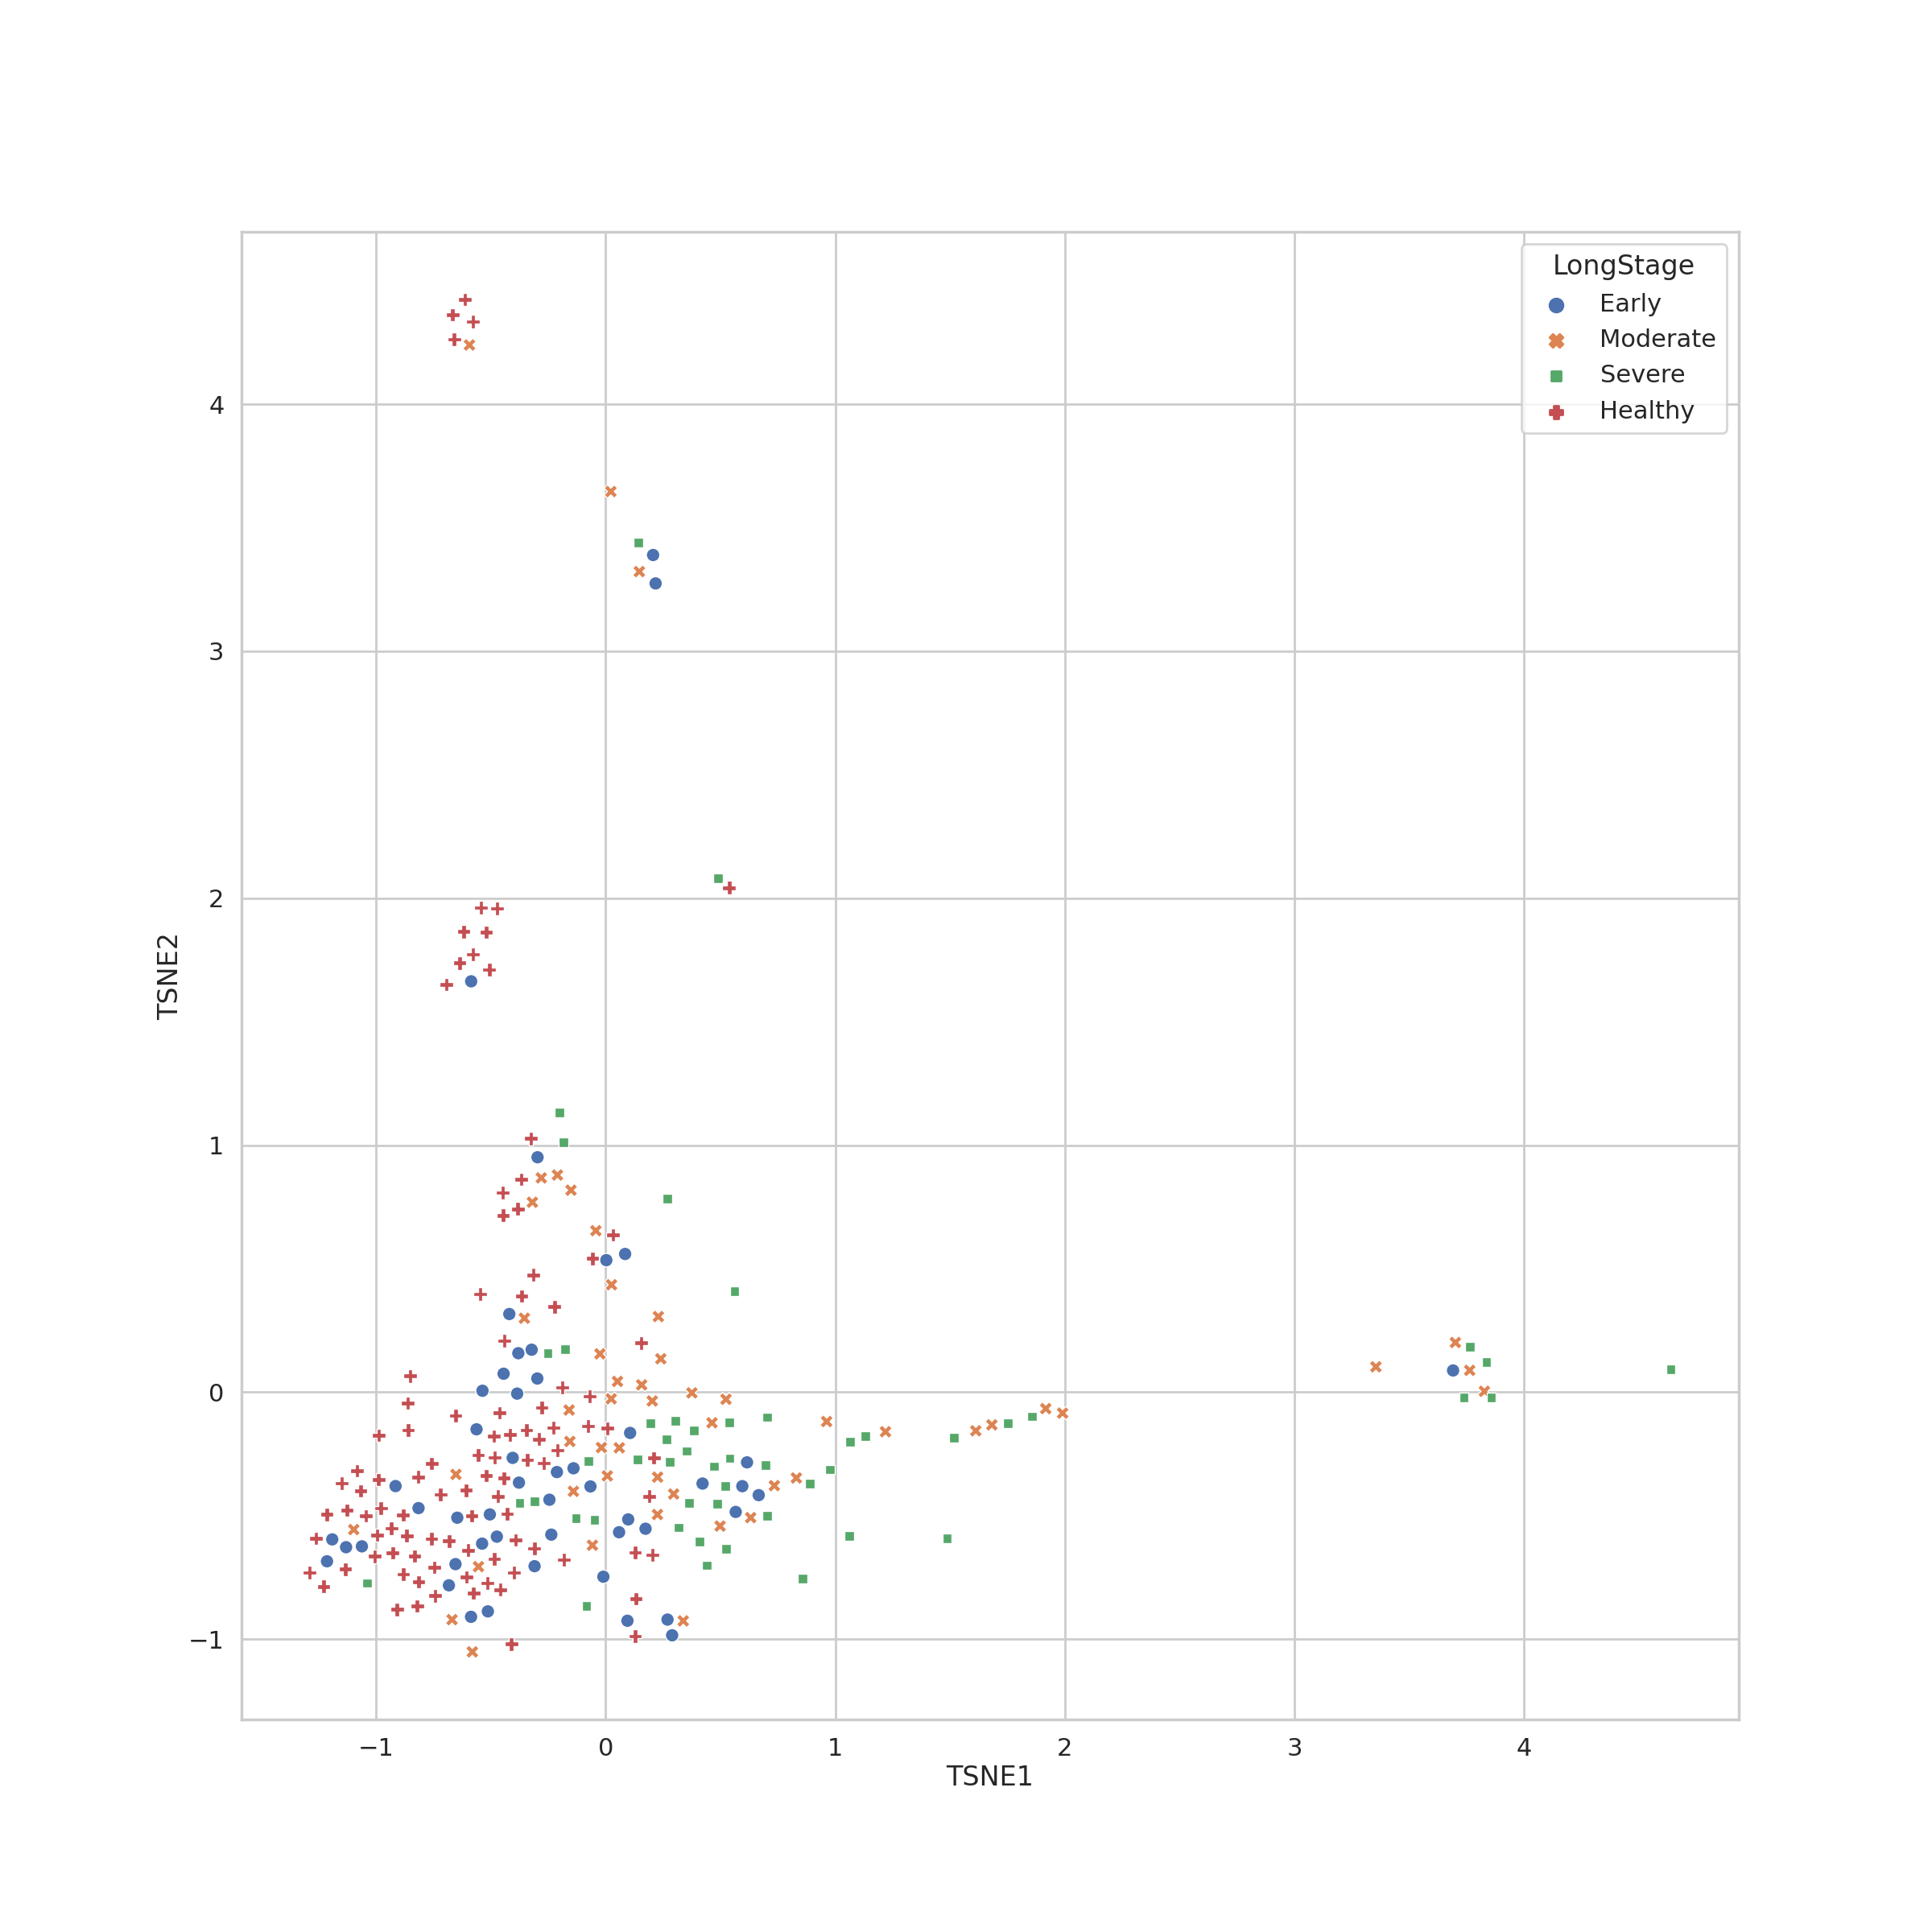 LongStage
Early
Moderate
Severe
Healthy
4
3
2
1
0
−1
TSNE2
−1 0 1 2 3 4
TSNE1